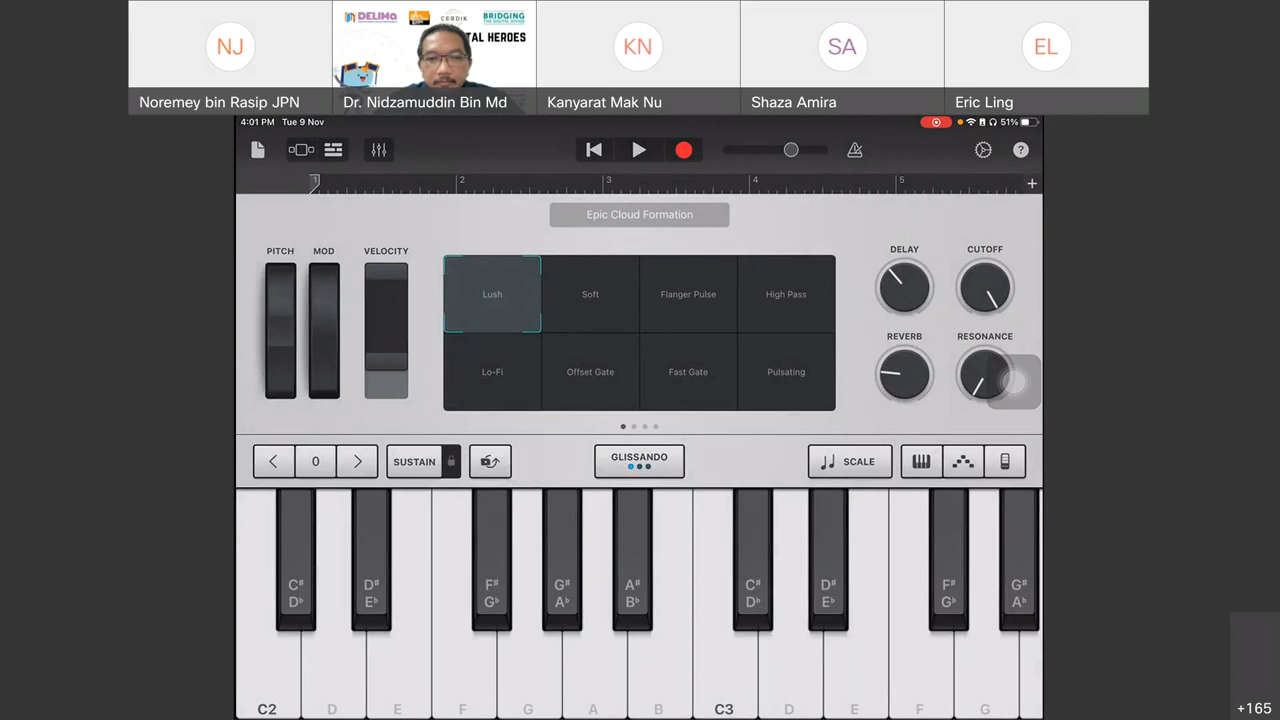 NJ
DELIMa
CERDIK
BRIDGING
THE DIGITAL DIVIDE
TAL HEROES
KN
SA
EL
Noremey bin Rasip JPN
Dr. Nidzamuddin Bin Md
Kanyarat Mak Nu
Shaza Amira
Eric Ling
4:01 PM Tue 9 Nov
51%
?
1 2 3 4 5 +
Epic Cloud Formation
PITCH MOD VELOCITY
DELAY CUTOFF
Lush Soft Flanger Pulse High Pass
REVERB RESONANCE
Lo-Fi Offset Gate Fast Gate Pulsating
0 SUSTAIN
GLISSANDO
SCALE
C♯ D♯ F♯ G♯ A♯ C♯ D♯ F♯ G♯
D♭ E♭ G♭ A♭ B♭ D♭ E♭ G♭ A♭
C2 D E F G A B C3 D E F G
+165